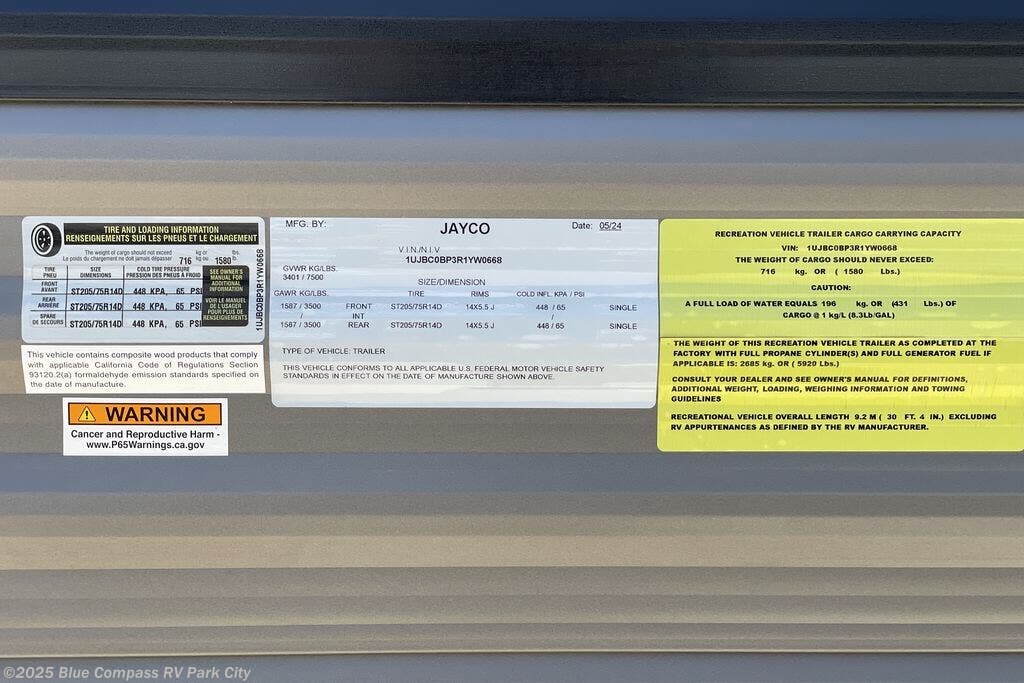 TIRE AND LOADING INFORMATION
RENSEIGNEMENTS SUR LES PNEUS ET LE CHARGEMENT
The weight of cargo should not exceed 716 kg or 1580 lbs.
Le poids du chargement ne doit jamais dépasser kg ou lb.
TIRE SIZE COLD TIRE PRESSURE
PNEU DIMENSIONS PRESSION DES PNEUS À FROID
FRONT
AVANT ST205/75R14D 448 KPA, 65 PSI
REAR
ARRIÈRE ST205/75R14D 448 KPA, 65 PSI
SPARE
DE SECOURS ST205/75R14D 448 KPA, 65 PSI
SEE OWNER'S
MANUAL FOR
ADDITIONAL
INFORMATION
VOIR LE MANUEL
DE L'USAGER
POUR PLUS DE
RENSEIGNEMENTS
1UJBC0BP3R1YW0668
This vehicle contains composite wood products that comply
with applicable California Code of Regulations Section
93120.2(a) formaldehyde emission standards specified on
the date of manufacture.
WARNING
Cancer and Reproductive Harm -
www.P65Warnings.ca.gov
MFG. BY: JAYCO Date: 05/24
V.I.N./N.I.V
1UJBC0BP3R1YW0668
GVWR KG/LBS.
3401 / 7500
SIZE/DIMENSION
GAWR KG/LBS. TIRE RIMS COLD INFL. KPA / PSI
1587 / 3500 FRONT ST205/75R14D 14X5.5 J 448 / 65 SINGLE
/ INT /
1587 / 3500 REAR ST205/75R14D 14X5.5 J 448 / 65 SINGLE
TYPE OF VEHICLE: TRAILER
THIS VEHICLE CONFORMS TO ALL APPLICABLE U.S. FEDERAL MOTOR VEHICLE SAFETY
STANDARDS IN EFFECT ON THE DATE OF MANUFACTURE SHOWN ABOVE.
RECREATION VEHICLE TRAILER CARGO CARRYING CAPACITY
VIN: 1UJBC0BP3R1YW0668
THE WEIGHT OF CARGO SHOULD NEVER EXCEED:
716 kg. OR ( 1580 Lbs.)
CAUTION:
A FULL LOAD OF WATER EQUALS 196 kg. OR (431 Lbs.) OF
CARGO @ 1 kg/L (8.3Lb/GAL)
THE WEIGHT OF THIS RECREATION VEHICLE TRAILER AS COMPLETED AT THE
FACTORY WITH FULL PROPANE CYLINDER(S) AND FULL GENERATOR FUEL IF
APPLICABLE IS: 2685 kg. OR ( 5920 Lbs.)
CONSULT YOUR DEALER AND SEE OWNER'S MANUAL FOR DEFINITIONS,
ADDITIONAL WEIGHT, LOADING, WEIGHING INFORMATION AND TOWING
GUIDELINES
RECREATIONAL VEHICLE OVERALL LENGTH 9.2 M ( 30 FT. 4 IN.) EXCLUDING
RV APPURTENANCES AS DEFINED BY THE RV MANUFACTURER.
©2025 Blue Compass RV Park City